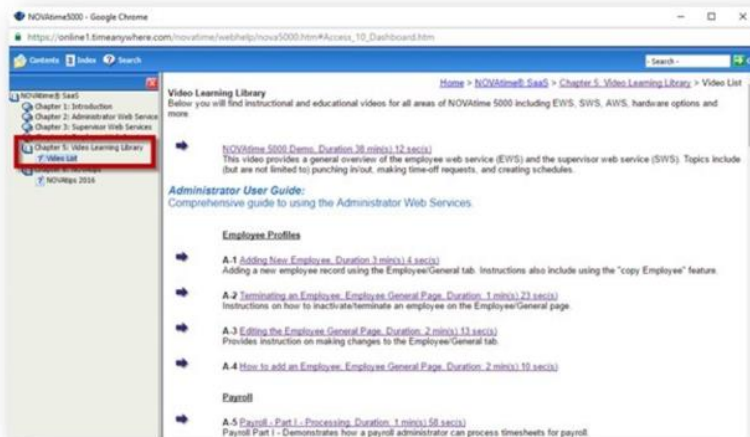 NOVAtime5000 - Google Chrome
https://online1.timeanywhere.com/novatime/webhelp/nova5000.htm#Access_10_Dashboard.htm
Contents Index Search
- Search -
NOVAtime® SaaS
Chapter 1: Introduction
Chapter 2: Administrator Web Service
Chapter 3: Supervisor Web Services
Chapter 5: Video Learning Library
Video List
NOVAtips 2016
Home > NOVAtime® SaaS > Chapter 5: Video Learning Library > Video List
Video Learning Library
Below you will find instructional and educational videos for all areas of NOVAtime 5000 including EWS, SWS, AWS, hardware options and
more
NOVAtime 5000 Demo, Duration 38 min(s) 12 sec(s)
This video provides a general overview of the employee web service (EWS) and the supervisor web service (SWS). Topics include
(but are not limited to) punching in/out, making time-off requests, and creating schedules.
Administrator User Guide:
Comprehensive guide to using the Administrator Web Services.
Employee Profiles
A-1 Adding New Employee, Duration 3 min(s) 4 sec(s)
Adding a new employee record using the Employee/General tab. Instructions also include using the "copy Employee" feature.
A-2 Terminating an Employee, Employee General Page, Duration: 1 min(s) 23 sec(s)
Instructions on how to inactivate/terminate an employee on the Employee/General page.
A-3 Editing the Employee General Page, Duration: 2 min(s) 13 sec(s)
Provides instruction on making changes to the Employee/General tab.
A-4 How to add an Employee, Employee General Page, Duration: 2 min(s) 10 sec(s)
Payroll
A-5 Payroll - Part I - Processing, Duration: 1 min(s) 58 sec(s)
Payroll Part I - Demonstrates how a payroll administrator can process timesheets for payroll.